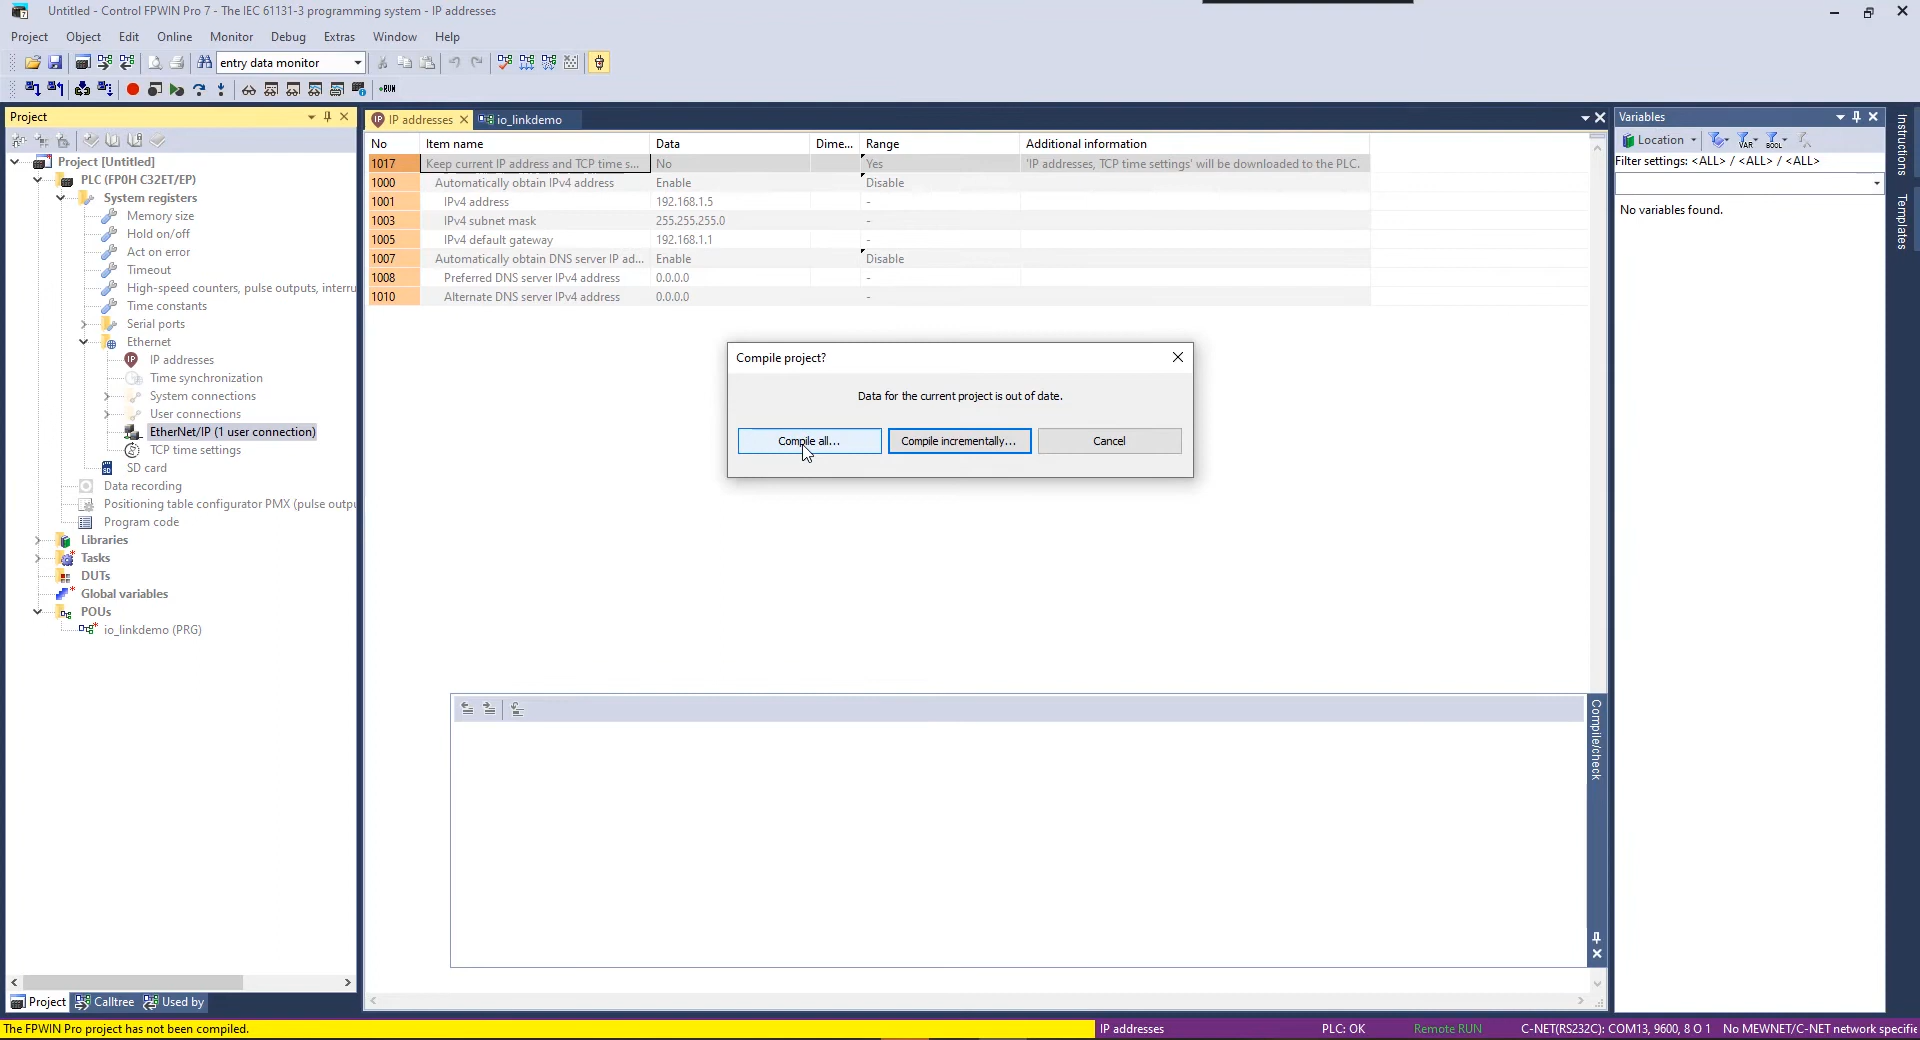 Untitled - Control FPWIN Pro 7 - The IEC 61131-3 programming system - IP addresses
Project Object Edit Online Monitor Debug Extras Window Help
entry data monitor
RUN
Project
Project [Untitled]
PLC (FP0H C32ET/EP)
System registers
Memory size
Hold on/off
Act on error
Timeout
High-speed counters, pulse outputs, interru
Time constants
Serial ports
Ethernet
IP addresses
Time synchronization
System connections
User connections
EtherNet/IP (1 user connection)
TCP time settings
SD card
Data recording
Positioning table configurator PMX (pulse outpu
Program code
Libraries
Tasks
DUTs
Global variables
POUs
io_linkdemo (PRG)
Project Calltree Used by
IP addresses io_linkdemo
No Item name Data Dime... Range Additional information
1017 Keep current IP address and TCP time s... No Yes 'IP addresses, TCP time settings' will be downloaded to the PLC.
1000 Automatically obtain IPv4 address Enable Disable
1001 IPv4 address 192.168.1.5 -
1003 IPv4 subnet mask 255.255.255.0 -
1005 IPv4 default gateway 192.168.1.1 -
1007 Automatically obtain DNS server IP ad... Enable Disable
1008 Preferred DNS server IPv4 address 0.0.0.0 -
1010 Alternate DNS server IPv4 address 0.0.0.0 -
Compile project?
Data for the current project is out of date.
Compile all... Compile incrementally... Cancel
Compile/check
Variables
Location VAR BOOL
Filter settings: <ALL> / <ALL> / <ALL>
No variables found.
Instructions
Templates
The FPWIN Pro project has not been compiled. IP addresses PLC: OK Remote RUN C-NET(RS232C): COM13, 9600, 8 O 1 No MEWNET/C-NET network specifie